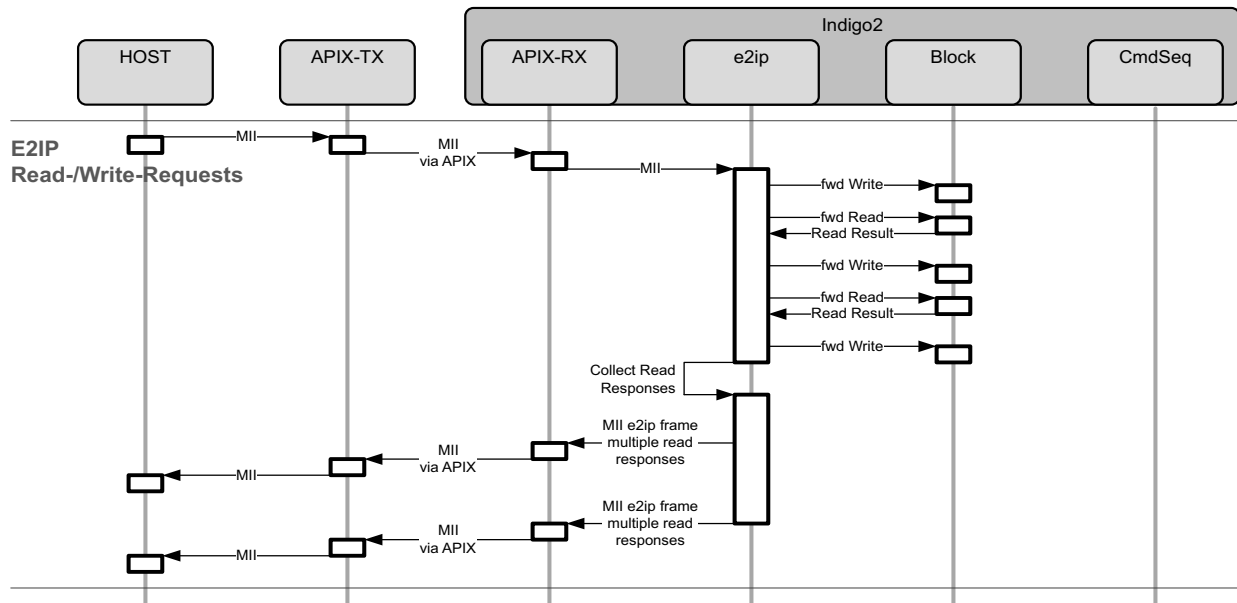 Indigo2
HOST
APIX-TX
APIX-RX
e2ip
Block
CmdSeq
E2IP
Read-/Write-Requests
MII
MII
via APIX
MII
fwd Write
fwd Read
Read Result
fwd Write
fwd Read
Read Result
fwd Write
Collect Read
Responses
MII e2ip frame
multiple read
responses
MII
via APIX
MII
MII e2ip frame
multiple read
responses
MII
via APIX
MII